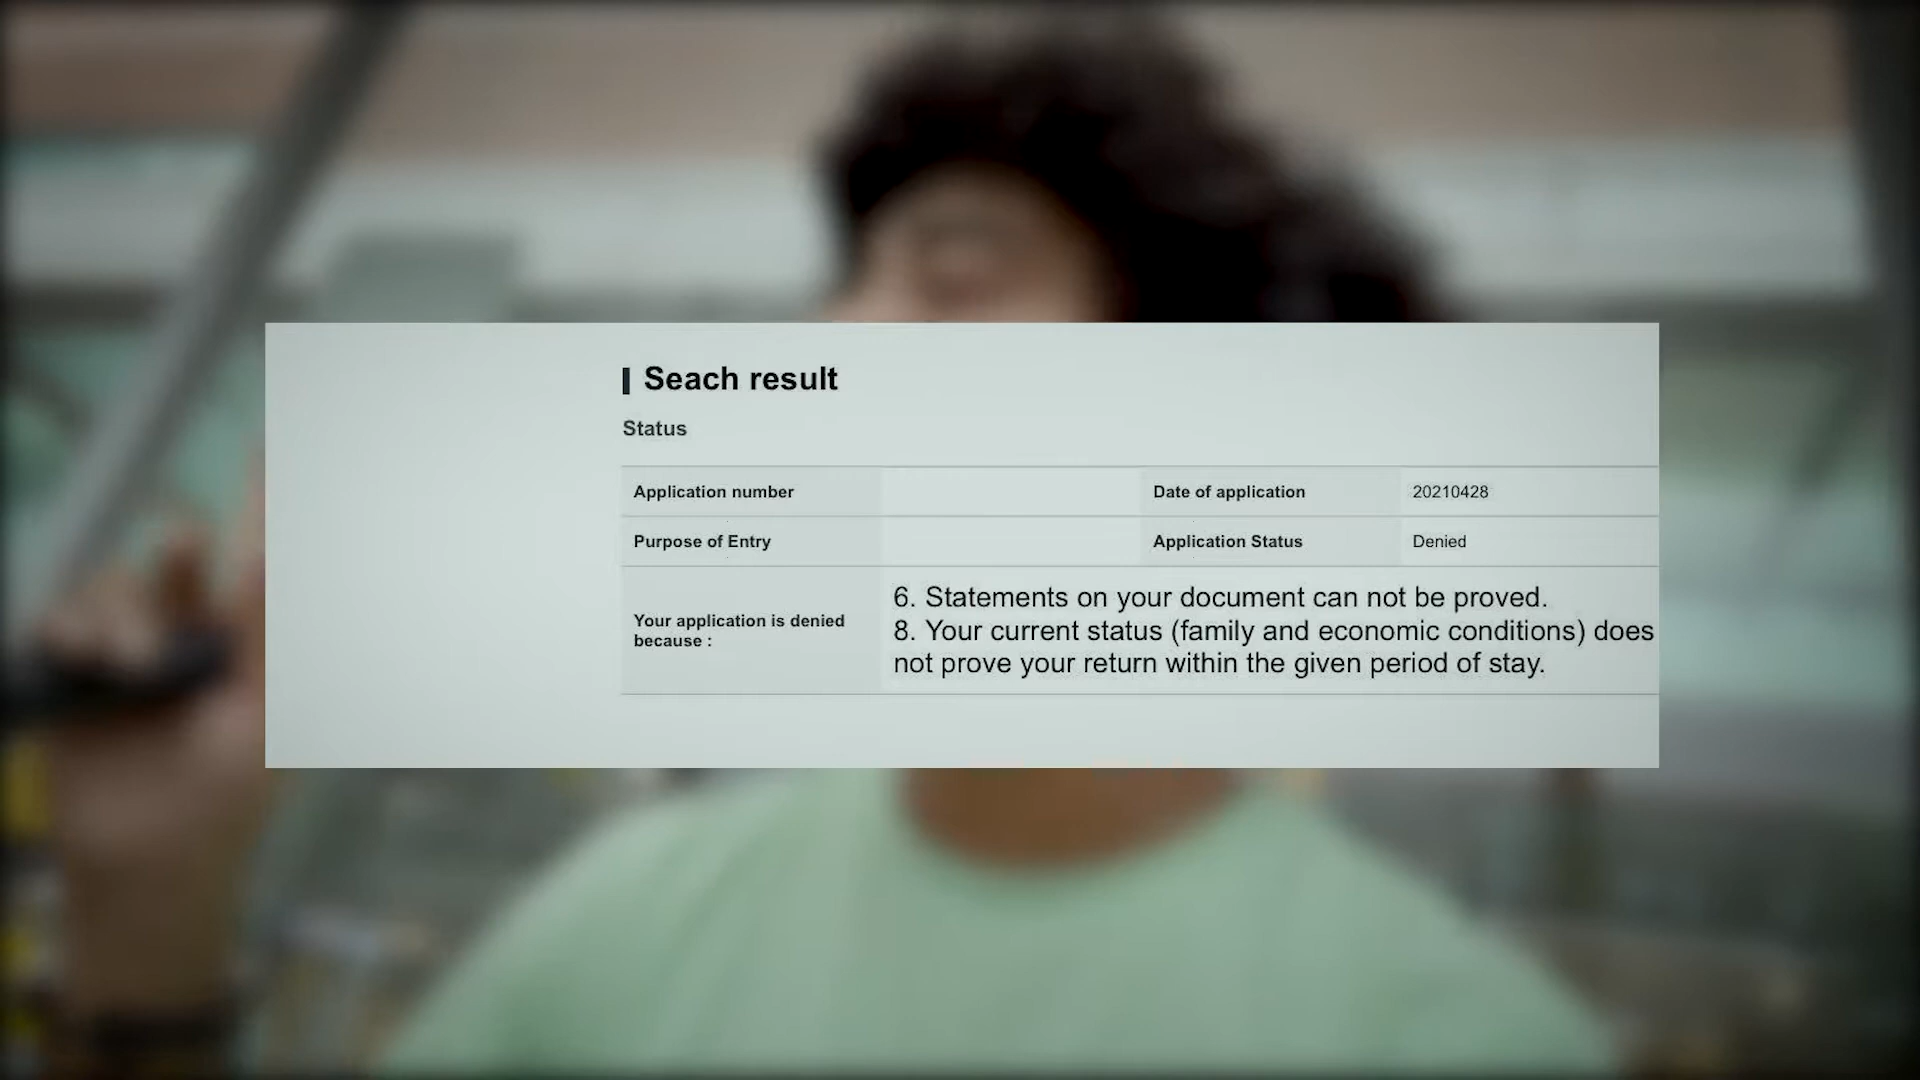 Seach result
Status
Application number Date of application 20210428
Purpose of Entry Application Status Denied
Your application is denied
because :
6. Statements on your document can not be proved.
8. Your current status (family and economic conditions) does
not prove your return within the given period of stay.